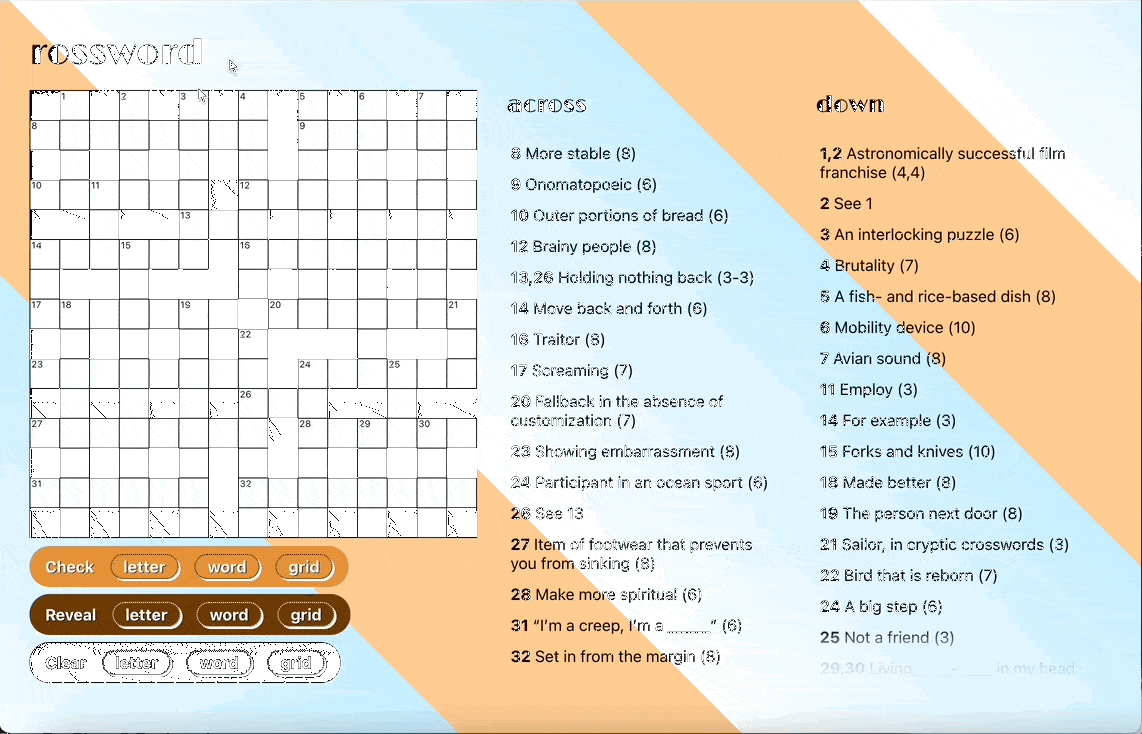 rossword
1 2 3 4 5 6 7
8 9
10 11 12
13
14 15 16
17 18 19 20 21
22
23 24 25
26
27 28 29 30
31 32
Check letter word grid
Reveal letter word grid
Clear letter word grid
across
8 More stable (8)
9 Onomatopoeic (6)
10 Outer portions of bread (6)
12 Brainy people (8)
13,26 Holding nothing back (3-3)
14 Move back and forth (6)
16 Traitor (8)
17 Screaming (7)
20 Fallback in the absence of
customization (7)
23 Showing embarrassment (8)
24 Participant in an ocean sport (6)
26 See 13
27 Item of footwear that prevents
you from sinking (8)
28 Make more spiritual (6)
31 “I’m a creep, I’m a ______” (6)
32 Set in from the margin (8)
down
1,2 Astronomically successful film
franchise (4,4)
2 See 1
3 An interlocking puzzle (6)
4 Brutality (7)
5 A fish- and rice-based dish (8)
6 Mobility device (10)
7 Avian sound (8)
11 Employ (3)
14 For example (3)
15 Forks and knives (10)
18 Made better (8)
19 The person next door (8)
21 Sailor, in cryptic crosswords (3)
22 Bird that is reborn (7)
24 A big step (6)
25 Not a friend (3)
29,30 Living ______-______ in my head